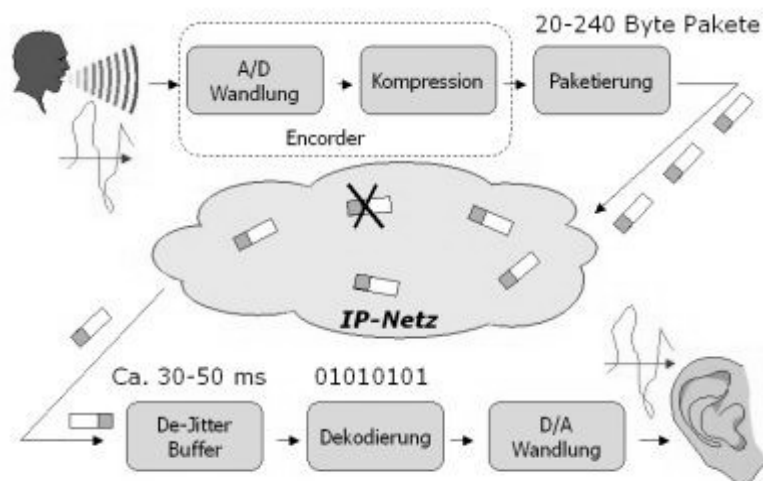 20-240 Byte Pakete
A/D
Wandlung
Kompression
Paketierung
Encorder
IP-Netz
Ca. 30-50 ms
01010101
De-Jitter
Buffer
Dekodierung
D/A
Wandlung